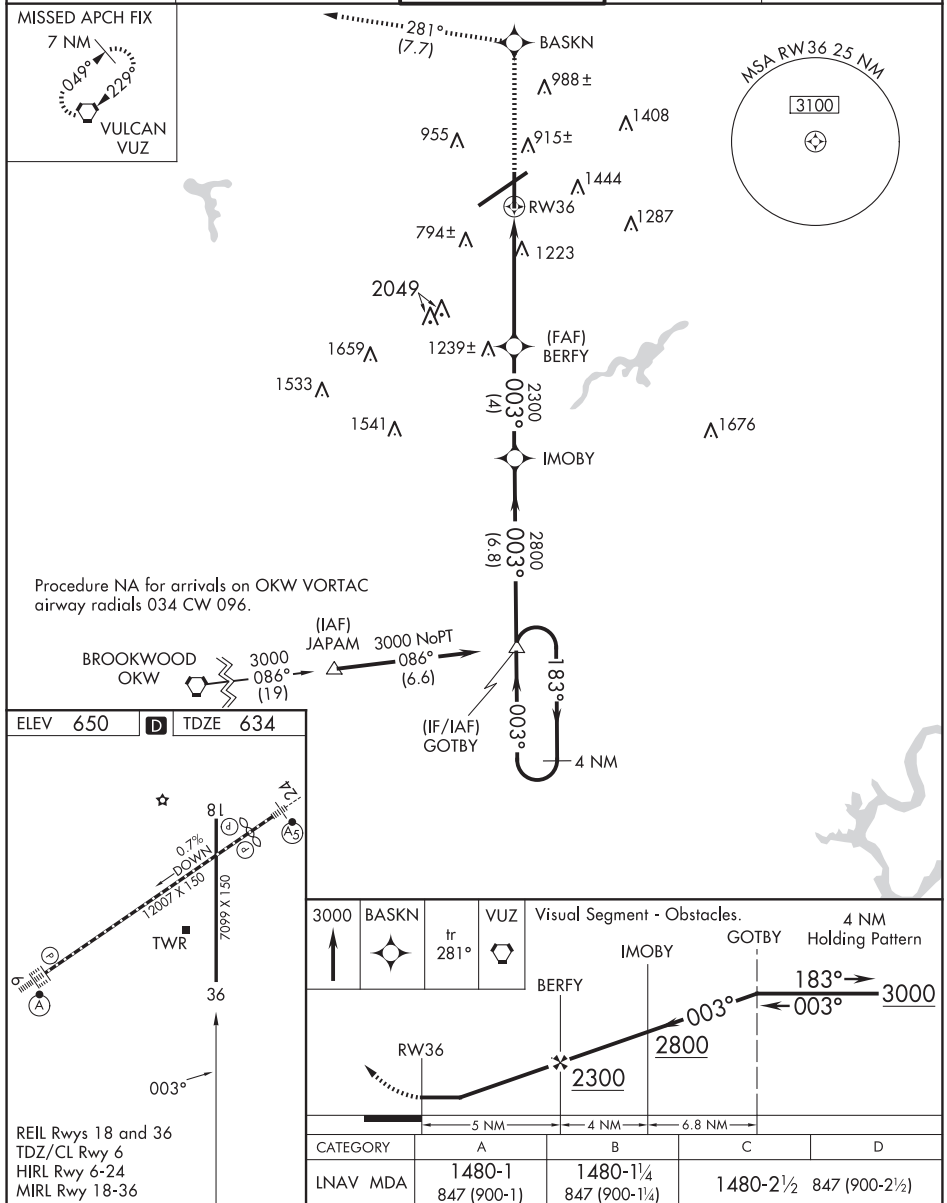 MISSED APCH FIX
7 NM
049°
229°
VULCAN
VUZ
281°
(7.7)
BASKN
988±
1408
955
915±
1444
RW36
1287
794±
1223
2049
1659
1239±
(FAF)
BERFY
1533
1541
2300
003°
(4)
1676
IMOBY
2800
003°
(6.8)
MSA RW36 25 NM
3100
Procedure NA for arrivals on OKW VORTAC
airway radials 034 CW 096.
(IAF)
JAPAM
3000 NoPT
086°
(6.6)
BROOKWOOD
OKW
3000
086°
(19)
(IF/IAF)
GOTBY
003°
183°
4 NM
ELEV 650
D
TDZE 634
18
24
P
P
A5
0.7%
DOWN
12007 X 150
7099 X 150
TWR
P
6
A
36
003°
REIL Rwys 18 and 36
TDZ/CL Rwy 6
HIRL Rwy 6-24
MIRL Rwy 18-36
3000
BASKN
tr
281°
VUZ
Visual Segment - Obstacles.
4 NM
Holding Pattern
GOTBY
IMOBY
BERFY
RW36
183°
003°
3000
003°
2800
2300
5 NM
4 NM
6.8 NM
CATEGORY A B C D
LNAV MDA
1480-1
847 (900-1)
1480-1¼
847 (900-1¼)
1480-2½ 847 (900-2½)